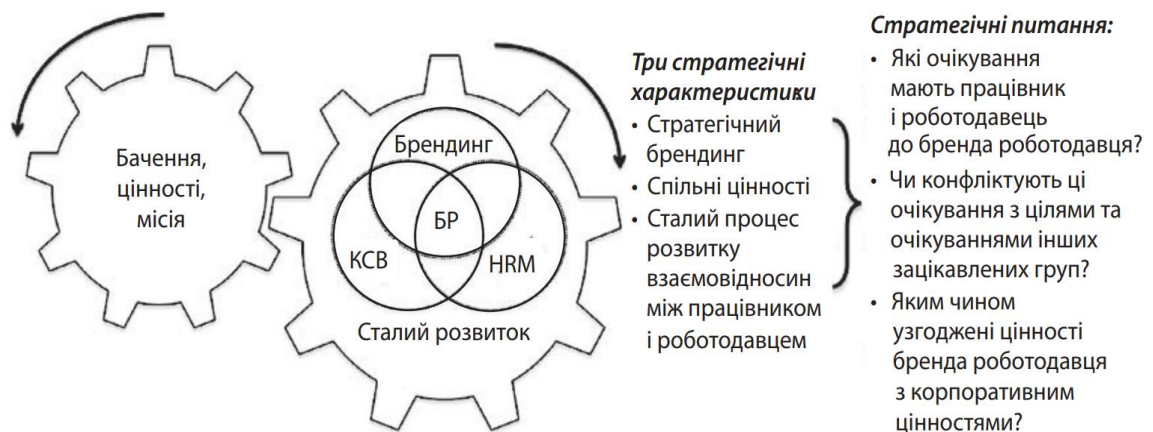 Бачення,
цінності,
місія
Брендинг
БР
КСВ
HRM
Сталий розвиток
Три стратегічні
характеристики
• Стратегічний
брендинг
• Спільні цінності
• Сталий процес
розвитку
взаємовідносин
між працівником
і роботодавцем
Стратегічні питання:
• Які очікування
мають працівник
і роботодавець
до бренда роботодавця?
• Чи конфліктують ці
очікування з цілями та
очікуваннями інших
зацікавлених груп?
• Яким чином
узгоджені цінності
бренда роботодавця
з корпоративним
цінностями?